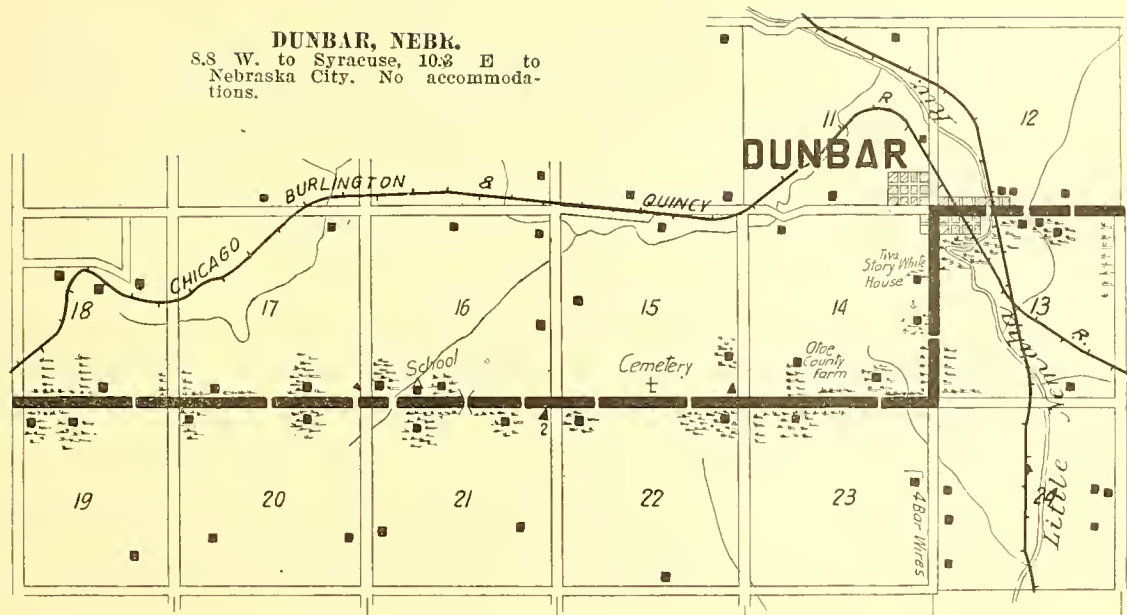 DUNBAR, NEBR.
8.8 W. to Syracuse, 10.3 E to
Nebraska City. No accommoda-
tions.
11
R
Riv.
12
DUNBAR
BURLINGTON & QUINCY
CHICAGO
Two
Story White
House
18
17
16
15
14
13
School
Cemetery
Otoe
County
Farm
R.
2
Little Nemaha
19
20
21
22
23
24
4 Bar Wires